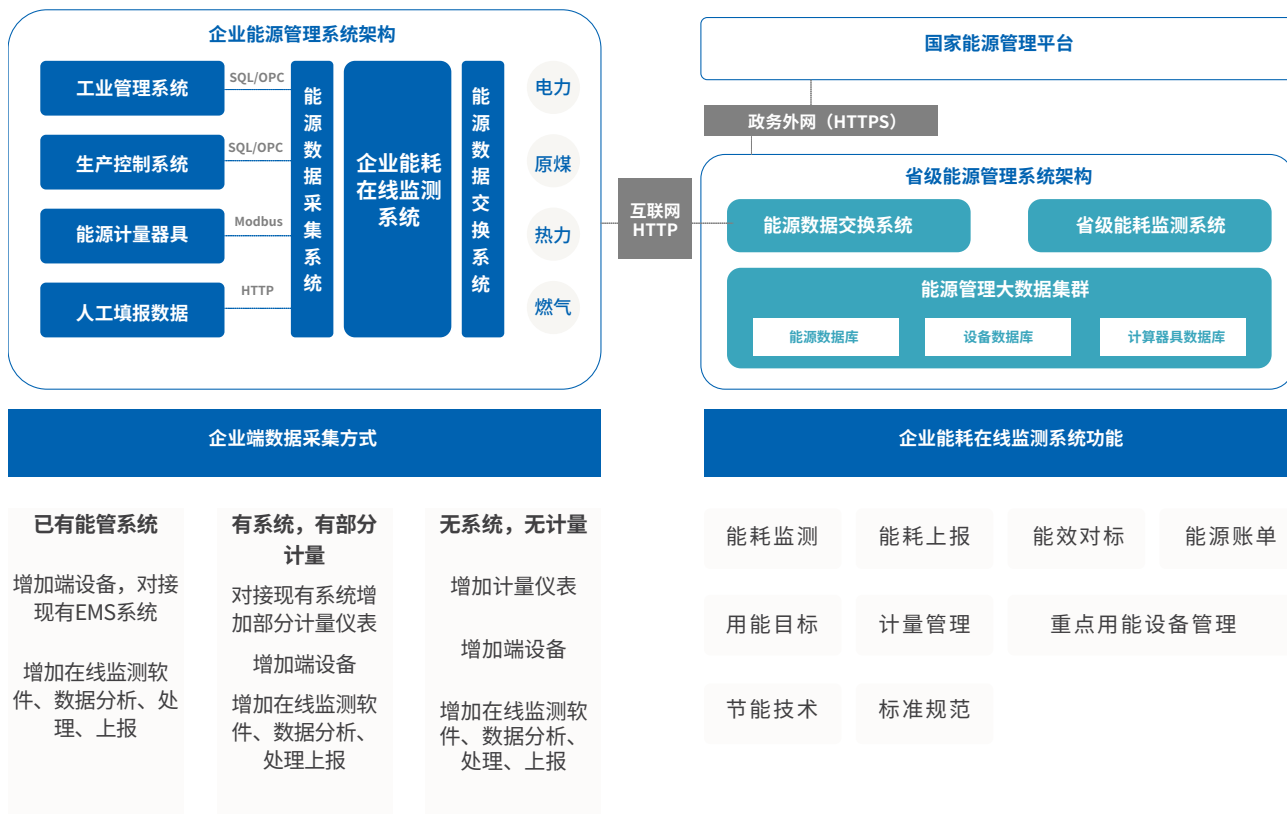 企业能源管理系统架构
工业管理系统
SQL/OPC
生产控制系统
SQL/OPC
能源计量器具
Modbus
人工填报数据
HTTP
能源数据采集系统
企业能耗
在线监测
系统
能源数据交换系统
电力
原煤
热力
燃气
互联网
HTTP
国家能源管理平台
政务外网（HTTPS）
省级能源管理系统架构
能源数据交换系统
省级能耗监测系统
能源管理大数据集群
能源数据库
设备数据库
计算器具数据库
企业端数据采集方式
已有能管系统
增加端设备，对接
现有EMS系统
增加在线监测软
件、数据分析、处
理、上报
有系统，有部分
计量
对接现有系统增
加部分计量仪表
增加端设备
增加在线监测软
件、数据分析、
处理上报
无系统，无计量
增加计量仪表
增加端设备
增加在线监测软
件、数据分析、
处理、上报
企业能耗在线监测系统功能
能耗监测
能耗上报
能效对标
能源账单
用能目标
计量管理
重点用能设备管理
节能技术
标准规范